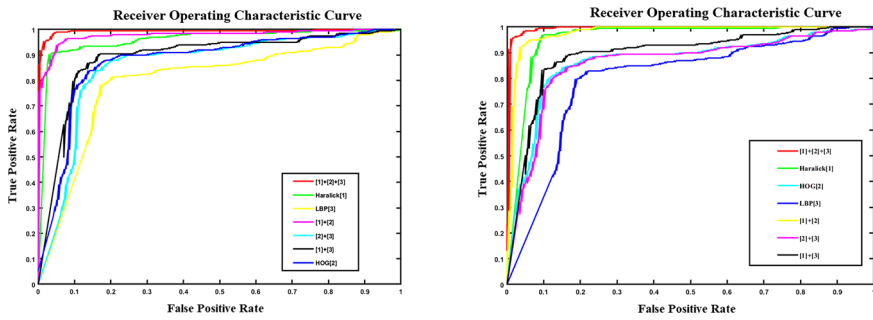 Receiver Operating Characteristic Curve
True Positive Rate
1
0.9
0.8
0.7
0.6
0.5
0.4
0.3
0.2
0.1
0
[1]+[2]+[3]
Haralick[1]
LBP[3]
[1]+[2]
[2]+[3]
[1]+[3]
HOG[2]
0 0.1 0.2 0.3 0.4 0.5 0.6 0.7 0.8 0.9 1
False Positive Rate
Receiver Operating Characteristic Curve
True Positive Rate
1
0.9
0.8
0.7
0.6
0.5
0.4
0.3
0.2
0.1
0
[1]+[2]+[3]
Haralick[1]
HOG[2]
LBP[3]
[1]+[2]
[2]+[3]
[1]+[3]
0 0.1 0.2 0.3 0.4 0.5 0.6 0.7 0.8 0.9 1
False Positive Rate